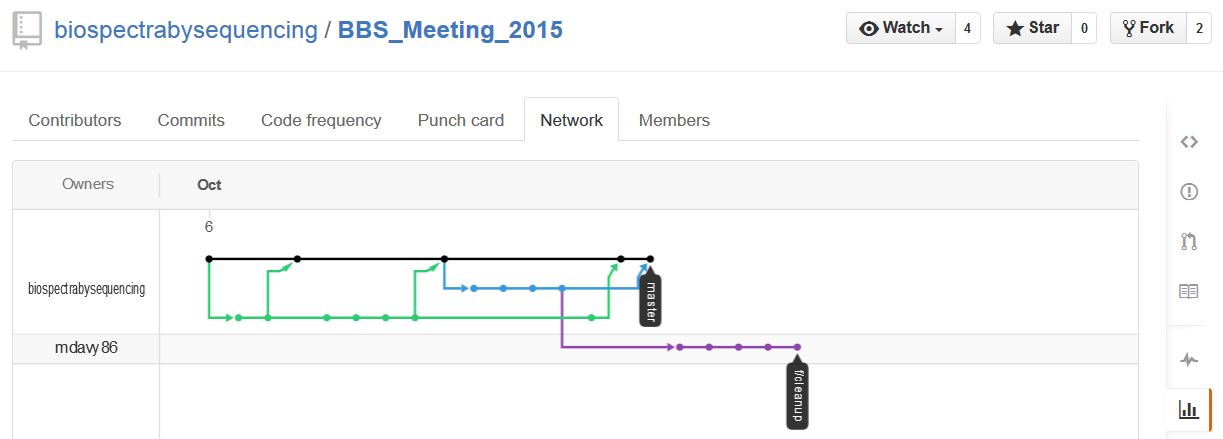 biospectrabysequencing / BBS_Meeting_2015
Watch 4 Star 0 Fork 2
Contributors Commits Code frequency Punch card Network Members
Owners Oct
6
biospectrabysequencing
master
mdavy86
f/cleanup